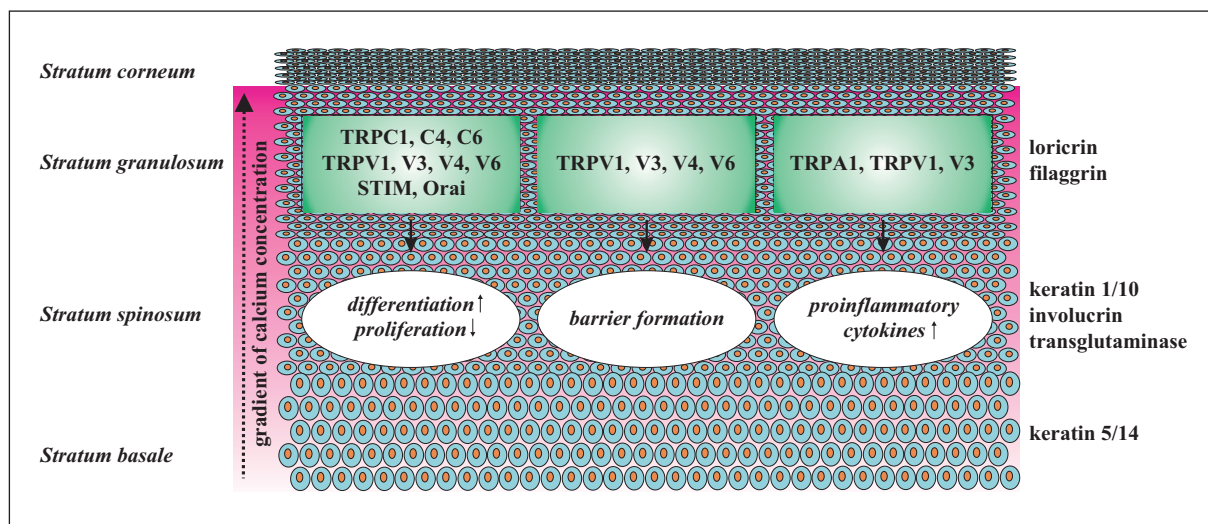 Stratum corneum
Stratum granulosum
Stratum spinosum
Stratum basale
gradient of calcium concentration
TRPC1, C4, C6
TRPV1, V3, V4, V6
STIM, Orai
TRPV1, V3, V4, V6
TRPA1, TRPV1, V3
differentiation↑
proliferation↓
barrier formation
proinflammatory
cytokines ↑
loricrin
filaggrin
keratin 1/10
involucrin
transglutaminase
keratin 5/14